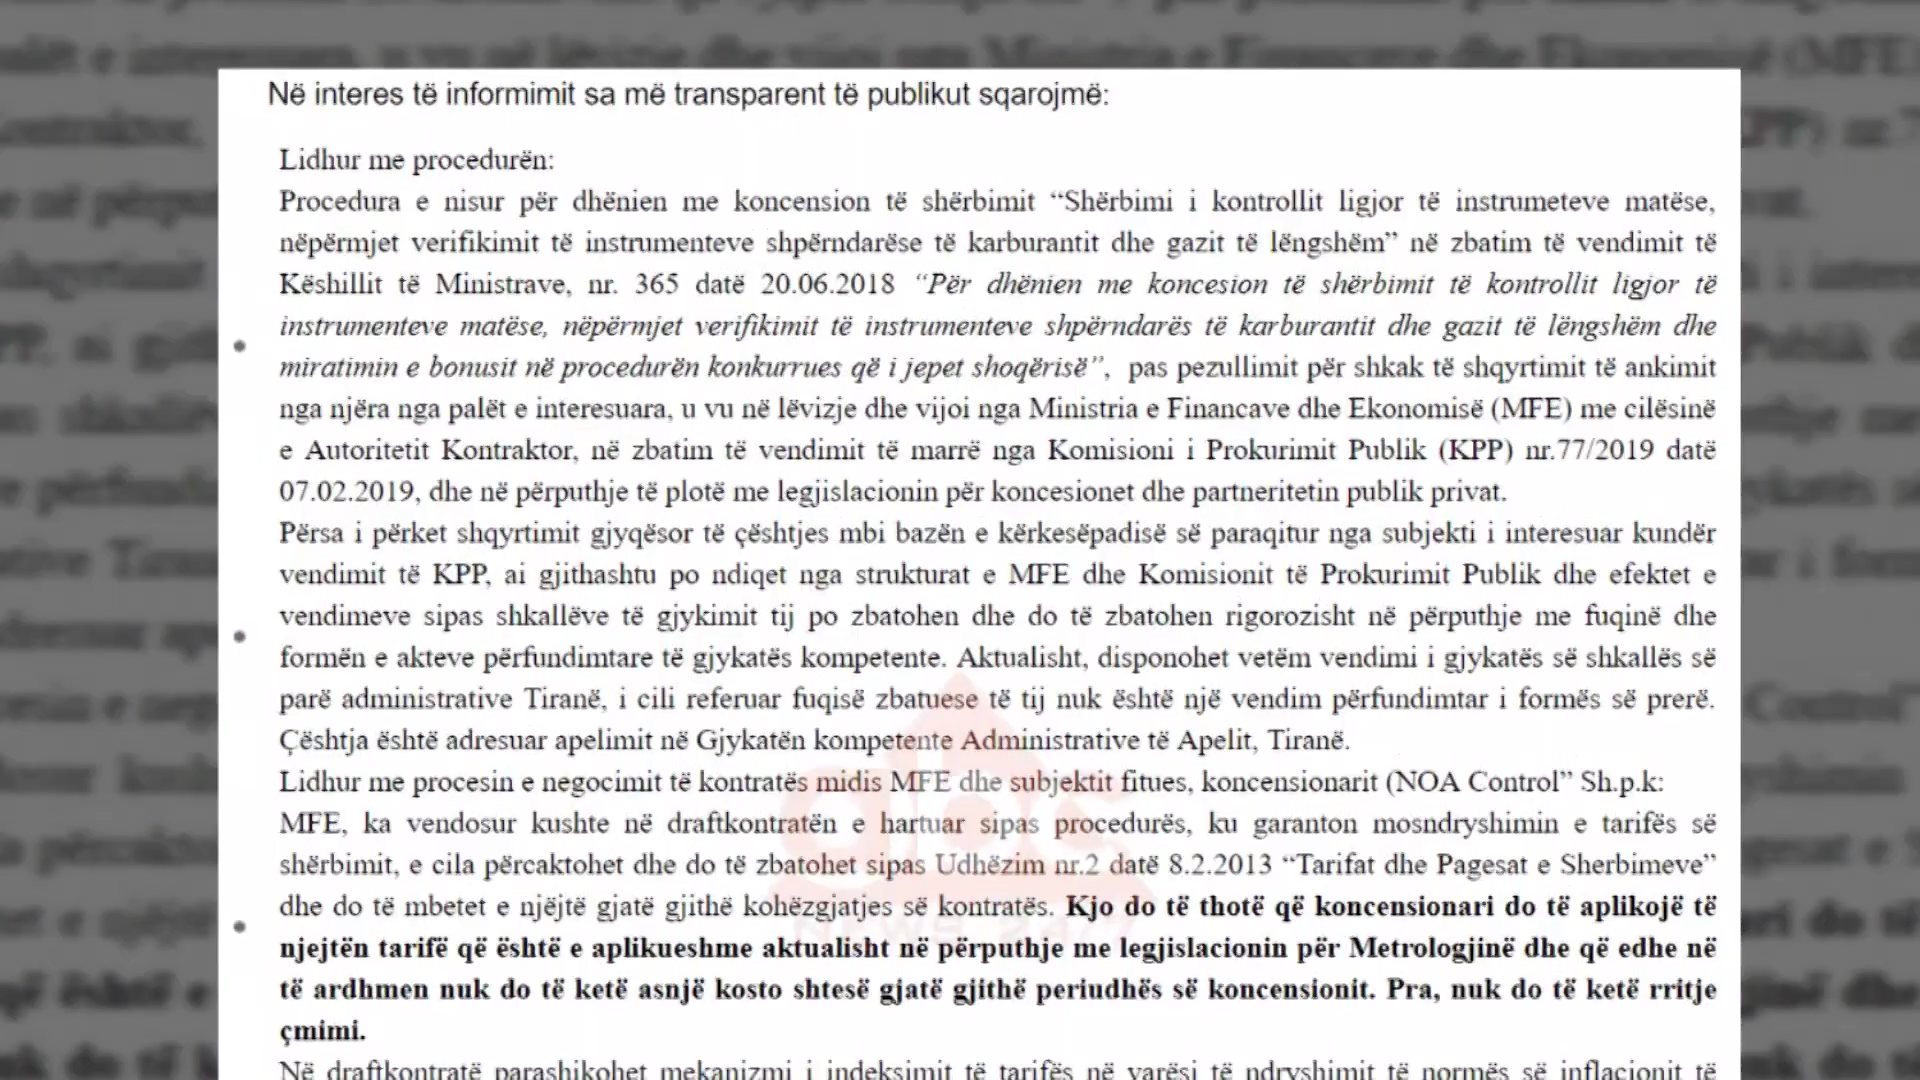 Në interes të informimit sa më transparent të publikut sqarojmë:
Lidhur me procedurën:
Procedura e nisur për dhënien me koncension të shërbimit “Shërbimi i kontrollit ligjor të instrumeteve matëse,
nëpërmjet verifikimit të instrumenteve shpërndarëse të karburantit dhe gazit të lëngshëm” në zbatim të vendimit të
Këshillit të Ministrave, nr. 365 datë 20.06.2018 “Për dhënien me koncesion të shërbimit të kontrollit ligjor të
instrumenteve matëse, nëpërmjet verifikimit të instrumenteve shpërndarës të karburantit dhe gazit të lëngshëm dhe
miratimin e bonusit në procedurën konkurrues që i jepet shoqërisë”, pas pezullimit për shkak të shqyrtimit të ankimit
nga njëra nga palët e interesuara, u vu në lëvizje dhe vijoi nga Ministria e Financave dhe Ekonomisë (MFE) me cilësinë
e Autoritetit Kontraktor, në zbatim të vendimit të marrë nga Komisioni i Prokurimit Publik (KPP) nr.77/2019 datë
07.02.2019, dhe në përputhje të plotë me legjislacionin për koncesionet dhe partneritetin publik privat.
Përsa i përket shqyrtimit gjyqësor të çështjes mbi bazën e kërkesëpadisë së paraqitur nga subjekti i interesuar kundër
vendimit të KPP, ai gjithashtu po ndiqet nga strukturat e MFE dhe Komisionit të Prokurimit Publik dhe efektet e
vendimeve sipas shkallëve të gjykimit tij po zbatohen dhe do të zbatohen rigorozisht në përputhje me fuqinë dhe
formën e akteve përfundimtare të gjykatës kompetente. Aktualisht, disponohet vetëm vendimi i gjykatës së shkallës së
parë administrative Tiranë, i cili referuar fuqisë zbatuese të tij nuk është një vendim përfundimtar i formës së prerë.
Çështja është adresuar apelimit në Gjykatën kompetente Administrative të Apelit, Tiranë.
Lidhur me procesin e negocimit të kontratës midis MFE dhe subjektit fitues, koncensionarit (NOA Control” Sh.p.k:
MFE, ka vendosur kushte në draftkontratën e hartuar sipas procedurës, ku garanton mosndryshimin e tarifës së
shërbimit, e cila përcaktohet dhe do të zbatohet sipas Udhëzim nr.2 datë 8.2.2013 “Tarifat dhe Pagesat e Sherbimeve”
dhe do të mbetet e njëjtë gjatë gjithë kohëzgjatjes së kontratës. Kjo do të thotë që koncensionari do të aplikojë të
njejtën tarifë që është e aplikueshme aktualisht në përputhje me legjislacionin për Metrologjinë dhe që edhe në
të ardhmen nuk do të ketë asnjë kosto shtesë gjatë gjithë periudhës së koncensionit. Pra, nuk do të ketë rritje
çmimi.
Në draftkontratë parashikohet mekanizmi i indeksimit të tarifës në varësi të ndryshimit të normës së inflacionit të